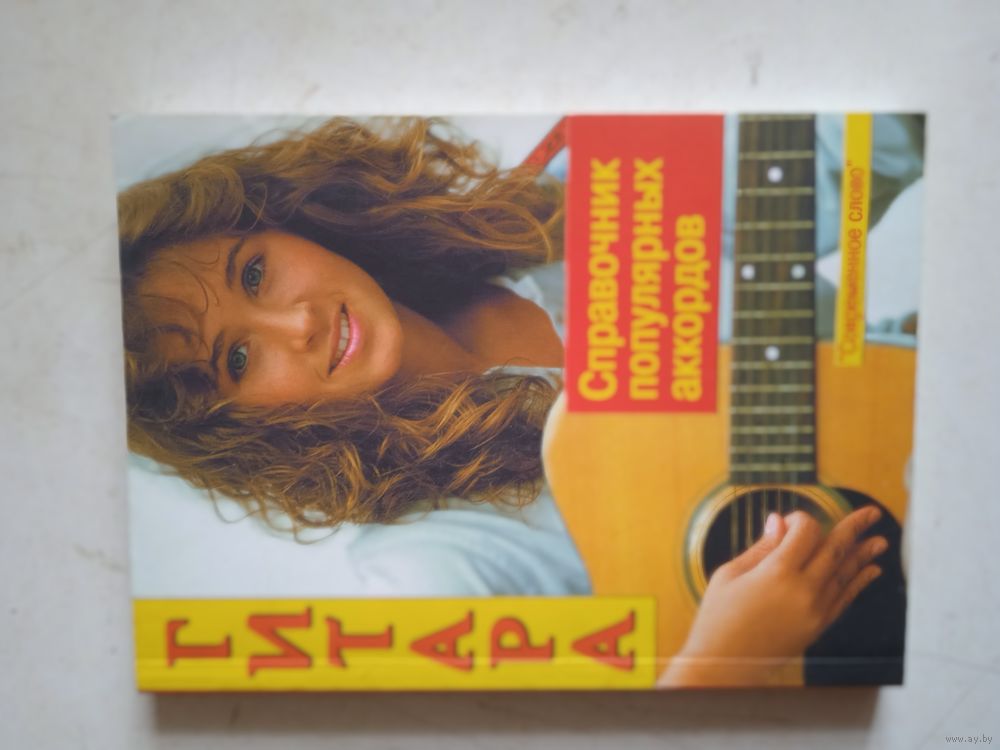 ГИТАРА
Справочник
популярных
аккордов
"Современное слово"
www.ay.by